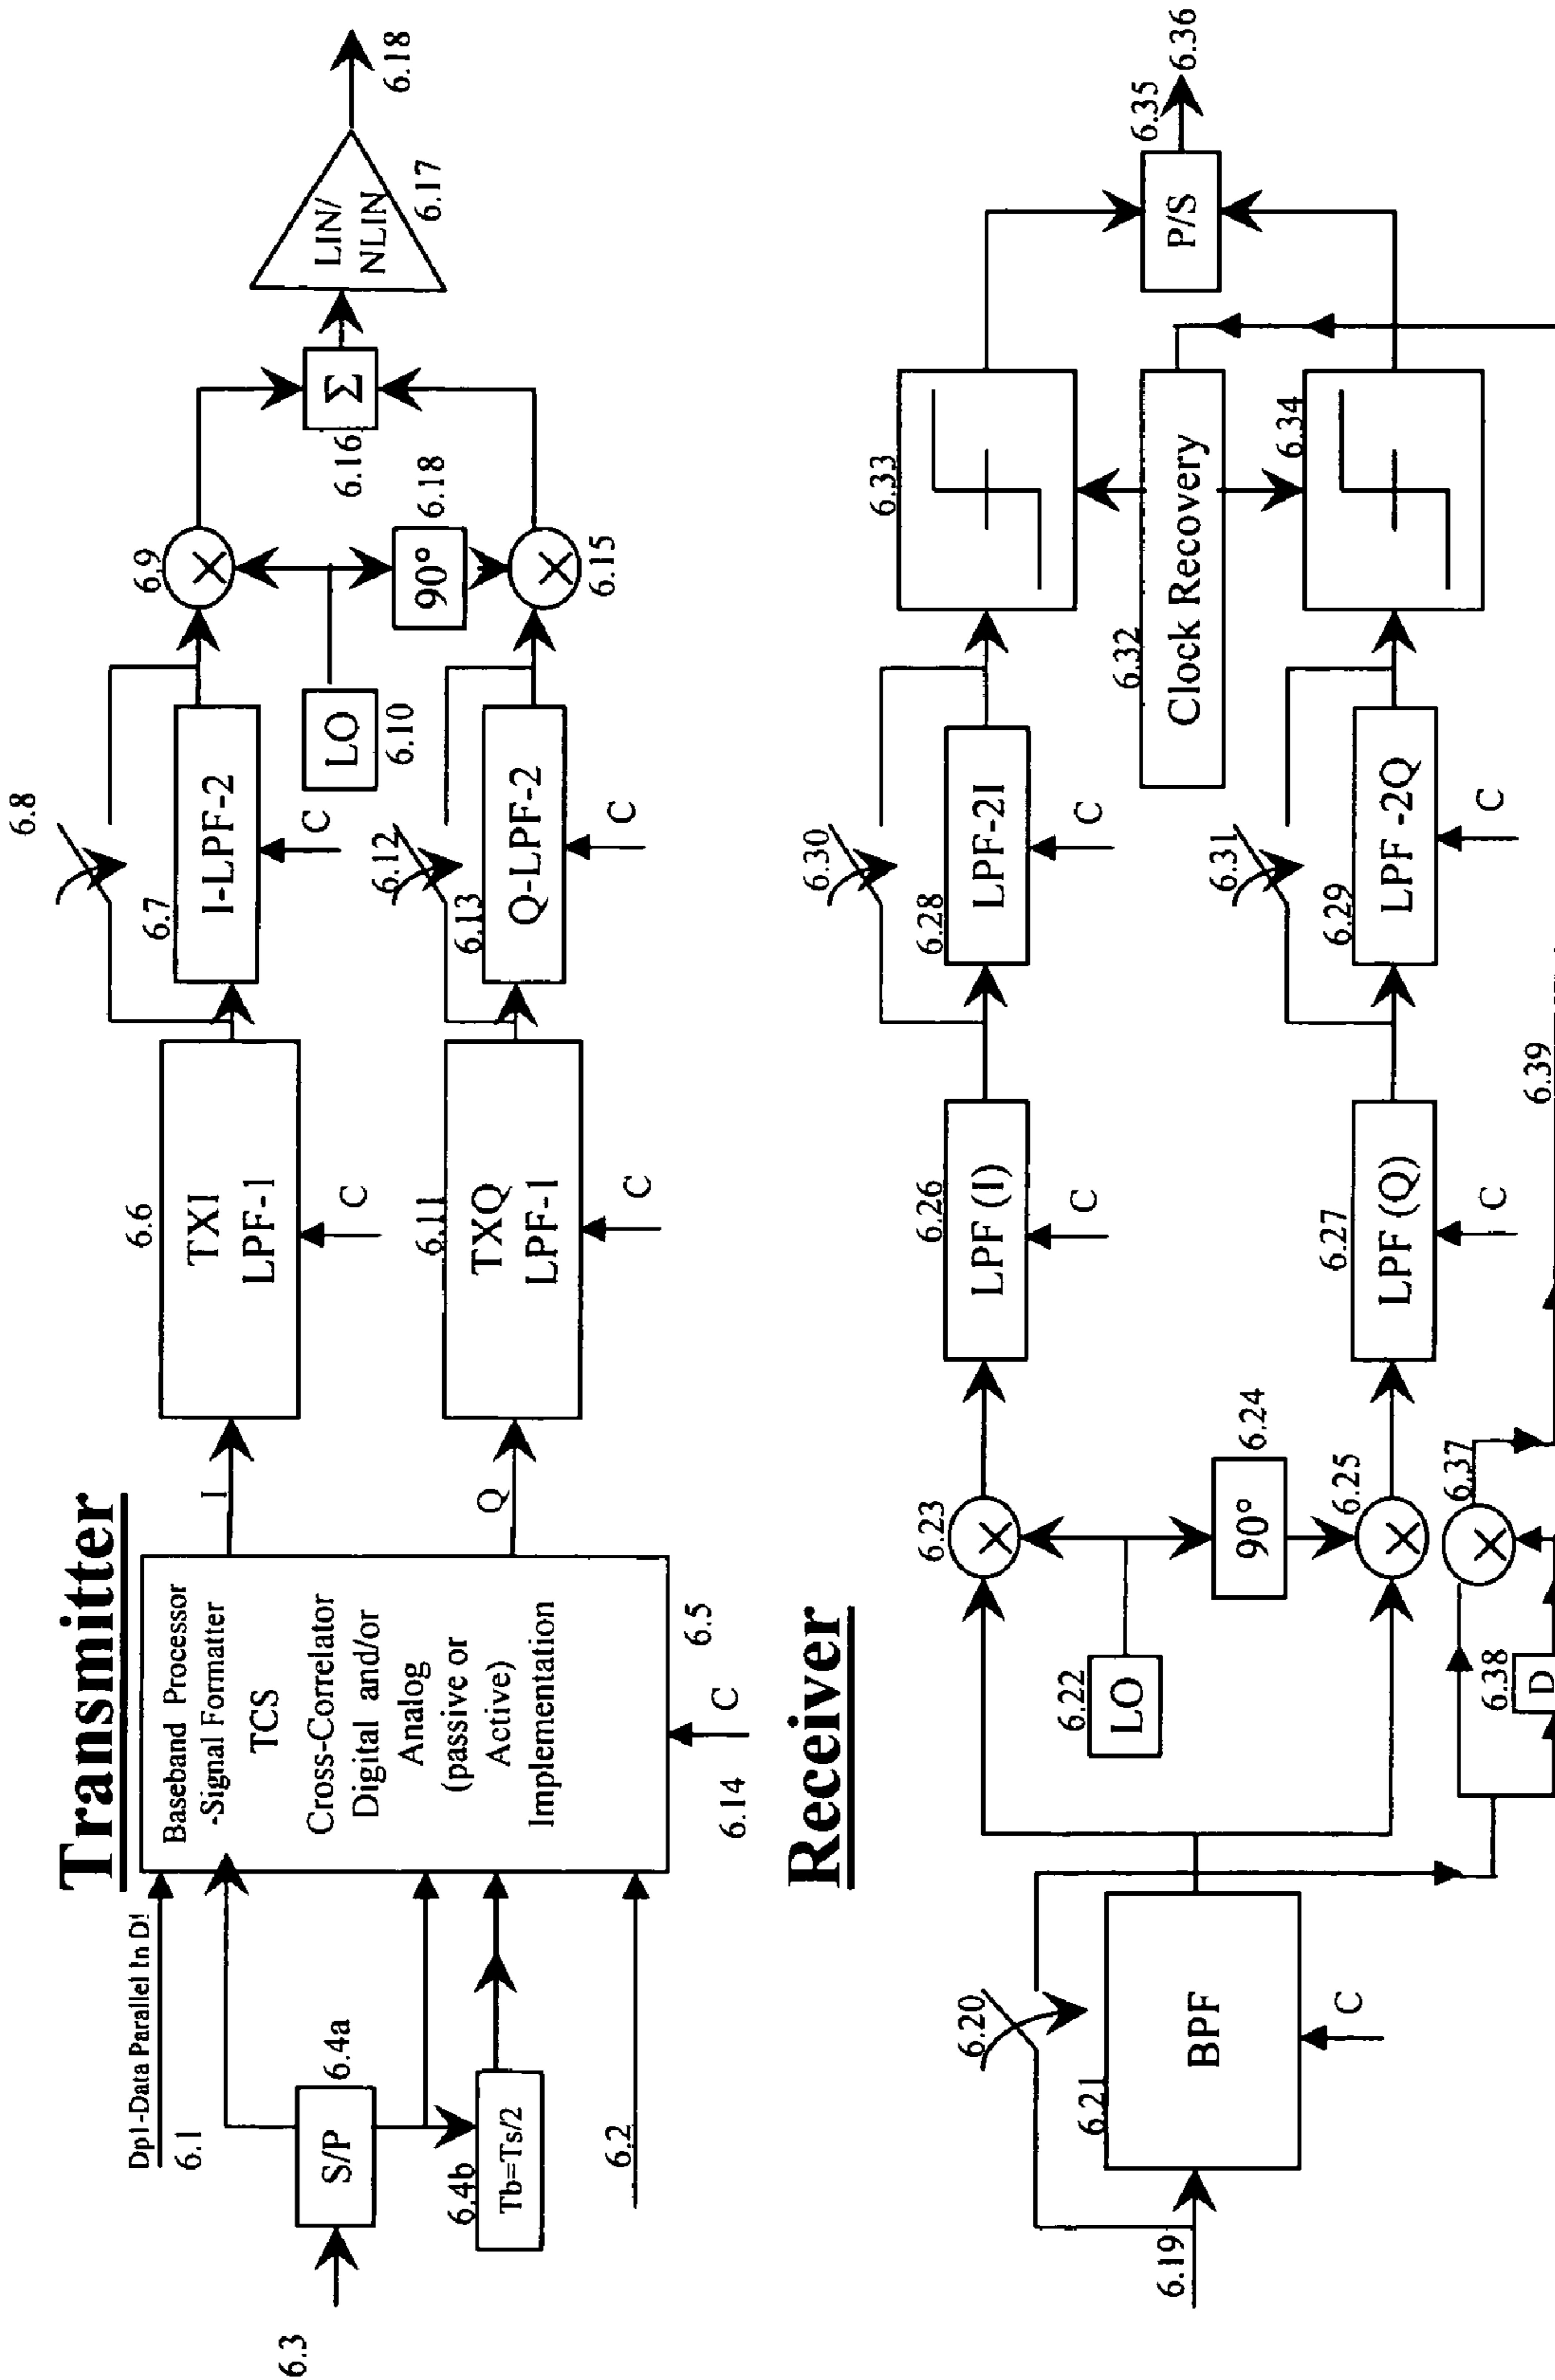 Transmitter
Dp1-Data Parallel In D!
6.1
6.3
S/P
6.4a
6.4b
Tb=Ts/2
6.2
Baseband Processor
-Signal Formatter
TCS
Cross-Correlator
Digital and/or
Analog
(passive or
Active)
Implementation
6.5
C
6.14
I
Q
6.6
TXI
LPF-1
C
6.11
TXQ
LPF-1
C
6.8
6.7
I-LPF-2
C
6.12
6.13
Q-LPF-2
C
LO
6.10
6.9
90°
6.18
6.15
Σ
6.16
LIN/
NLIN
6.17
6.18
Receiver
6.19
6.20
6.21
BPF
C
6.22
LO
6.23
90°
6.24
6.25
6.37
6.38
D
6.39
6.26
LPF (I)
C
6.27
LPF (Q)
C
6.30
6.28
LPF-2I
C
6.31
6.29
LPF -2Q
C
6.32
Clock Recovery
6.33
6.34
P/S
6.35
6.36